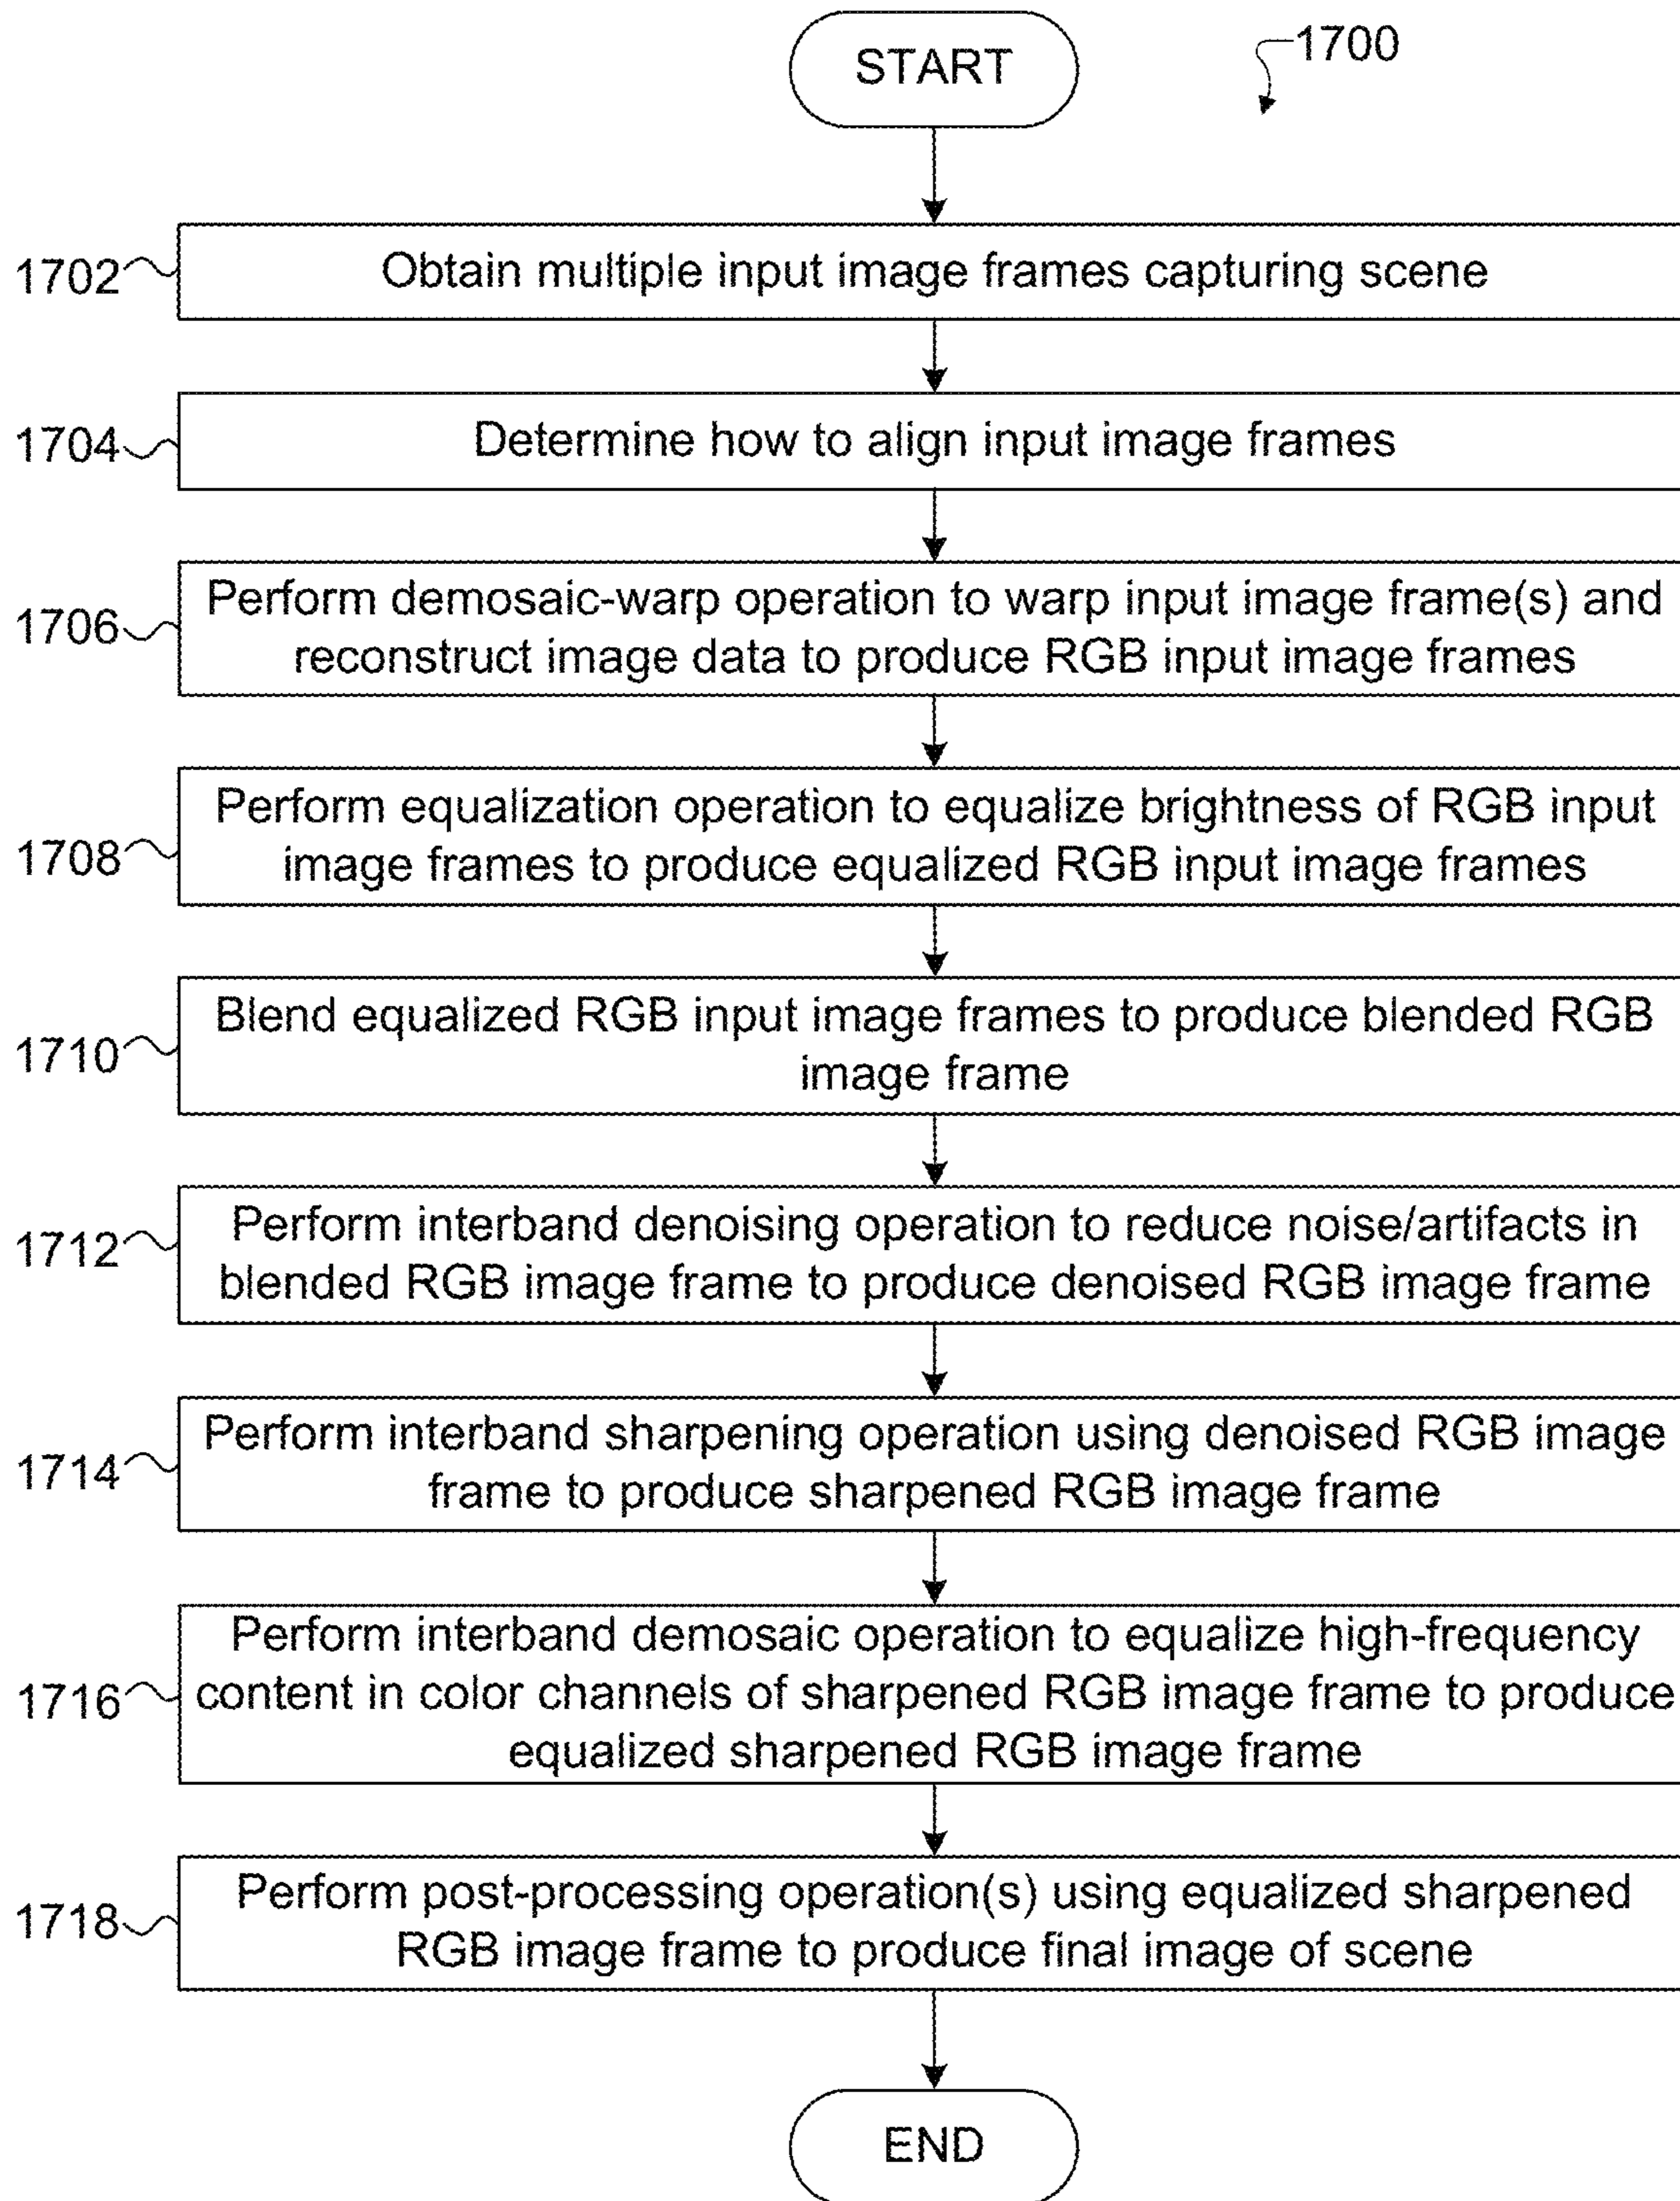 START
1700
1702
Obtain multiple input image frames capturing scene
1704
Determine how to align input image frames
1706
Perform demosaic-warp operation to warp input image frame(s) and
reconstruct image data to produce RGB input image frames
1708
Perform equalization operation to equalize brightness of RGB input
image frames to produce equalized RGB input image frames
1710
Blend equalized RGB input image frames to produce blended RGB
image frame
1712
Perform interband denoising operation to reduce noise/artifacts in
blended RGB image frame to produce denoised RGB image frame
1714
Perform interband sharpening operation using denoised RGB image
frame to produce sharpened RGB image frame
1716
Perform interband demosaic operation to equalize high-frequency
content in color channels of sharpened RGB image frame to produce
equalized sharpened RGB image frame
1718
Perform post-processing operation(s) using equalized sharpened
RGB image frame to produce final image of scene
END